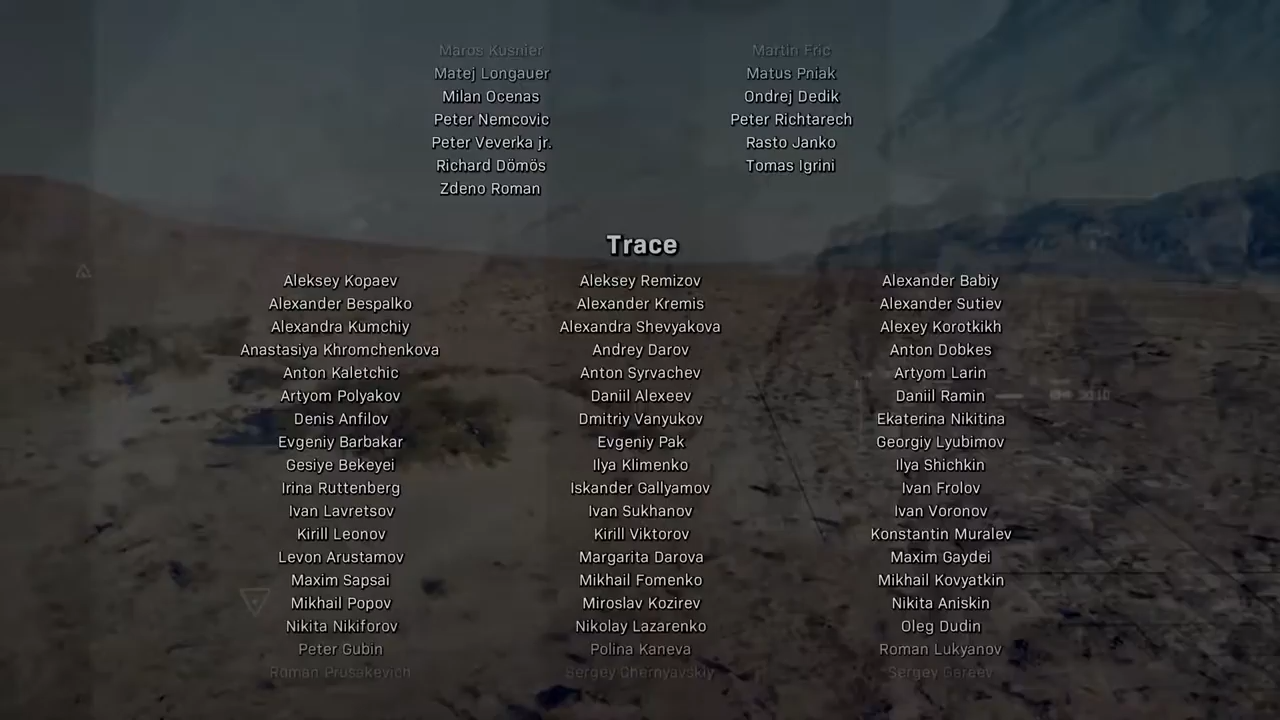 Maros Kusnier Martin Fric
Matej Longauer Matus Pniak
Milan Ocenas Ondrej Dedik
Peter Nemcovic Peter Richtarech
Peter Veverka jr. Rasto Janko
Richard Dömös Tomas Igrini
Zdeno Roman
Trace
Aleksey Kopaev Aleksey Remizov Alexander Babiy
Alexander Bespalko Alexander Kremis Alexander Sutiev
Alexandra Kumchiy Alexandra Shevyakova Alexey Korotkikh
Anastasiya Khromchenkova Andrey Darov Anton Dobkes
Anton Kaletchic Anton Syrvachev Artyom Larin
Artyom Polyakov Daniil Alexeev Daniil Ramin
Denis Anfilov Dmitriy Vanyukov Ekaterina Nikitina
Evgeniy Barbakar Evgeniy Pak Georgiy Lyubimov
Gesiye Bekeyei Ilya Klimenko Ilya Shichkin
Irina Ruttenberg Iskander Gallyamov Ivan Frolov
Ivan Lavretsov Ivan Sukhanov Ivan Voronov
Kirill Leonov Kirill Viktorov Konstantin Muralev
Levon Arustamov Margarita Darova Maxim Gaydei
Maxim Sapsai Mikhail Fomenko Mikhail Kovyatkin
Mikhail Popov Miroslav Kozirev Nikita Aniskin
Nikita Nikiforov Nikolay Lazarenko Oleg Dudin
Peter Gubin Polina Kaneva Roman Lukyanov
Roman Prusakevich Sergey Chernyavskiy Sergey Gareev